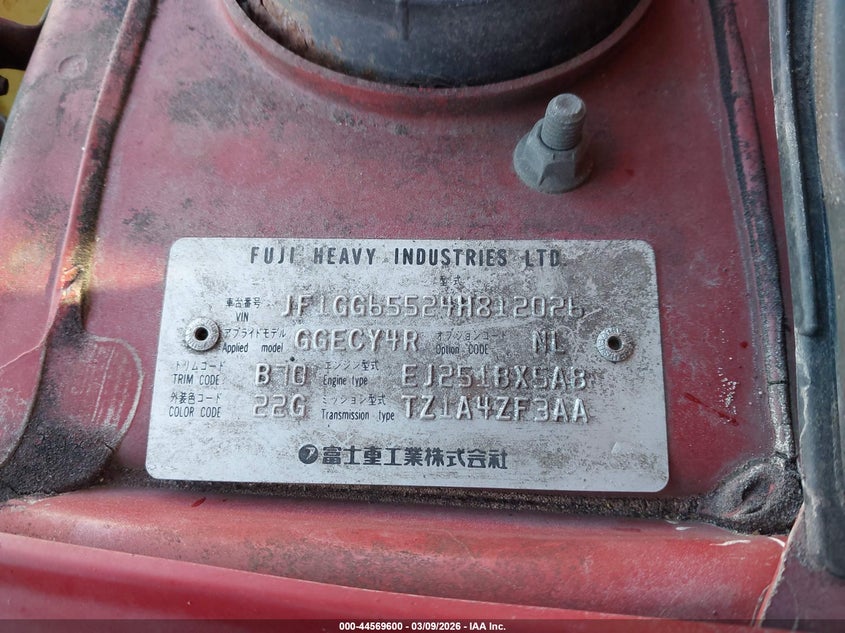 FUJI HEAVY INDUSTRIES LTD.
型式
車台番号 VIN JF1GG65524H812026
アプライドモデル Applied model GGECY4R オプションコード Option CODE NL
トリムコード TRIM CODE B70 エンジン型式 Engine type EJ251BX5AB
外装色コード COLOR CODE 22G ミッション型式 Transmission type TZ1A4ZF3AA
富士重工業株式会社
000-44569600 - 03/09/2026 - IAA Inc.